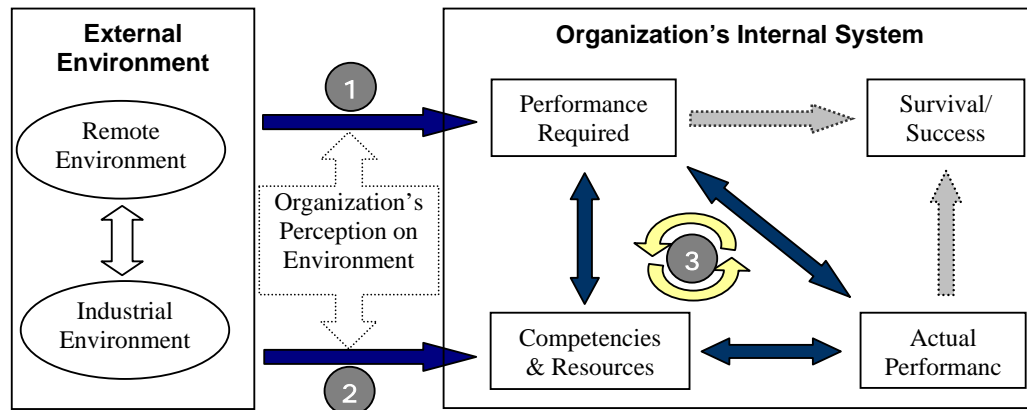 External
Environment
Remote
Environment
Industrial
Environment
1
Organization's
Perception on
Environment
2
Organization's Internal System
Performance
Required
Survival/
Success
3
Competencies
& Resources
Actual
Performanc